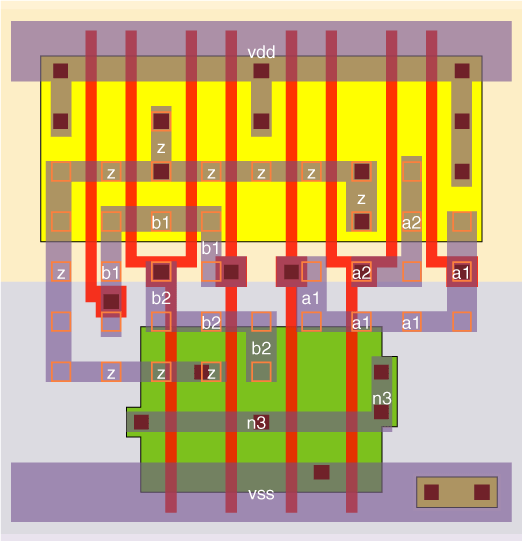 vdd
z
z z z z z
z
b1 a2
b1
z b1 a2 a1
b2 a1
b2 a1 a1
b2
z z z
n3
n3
vss